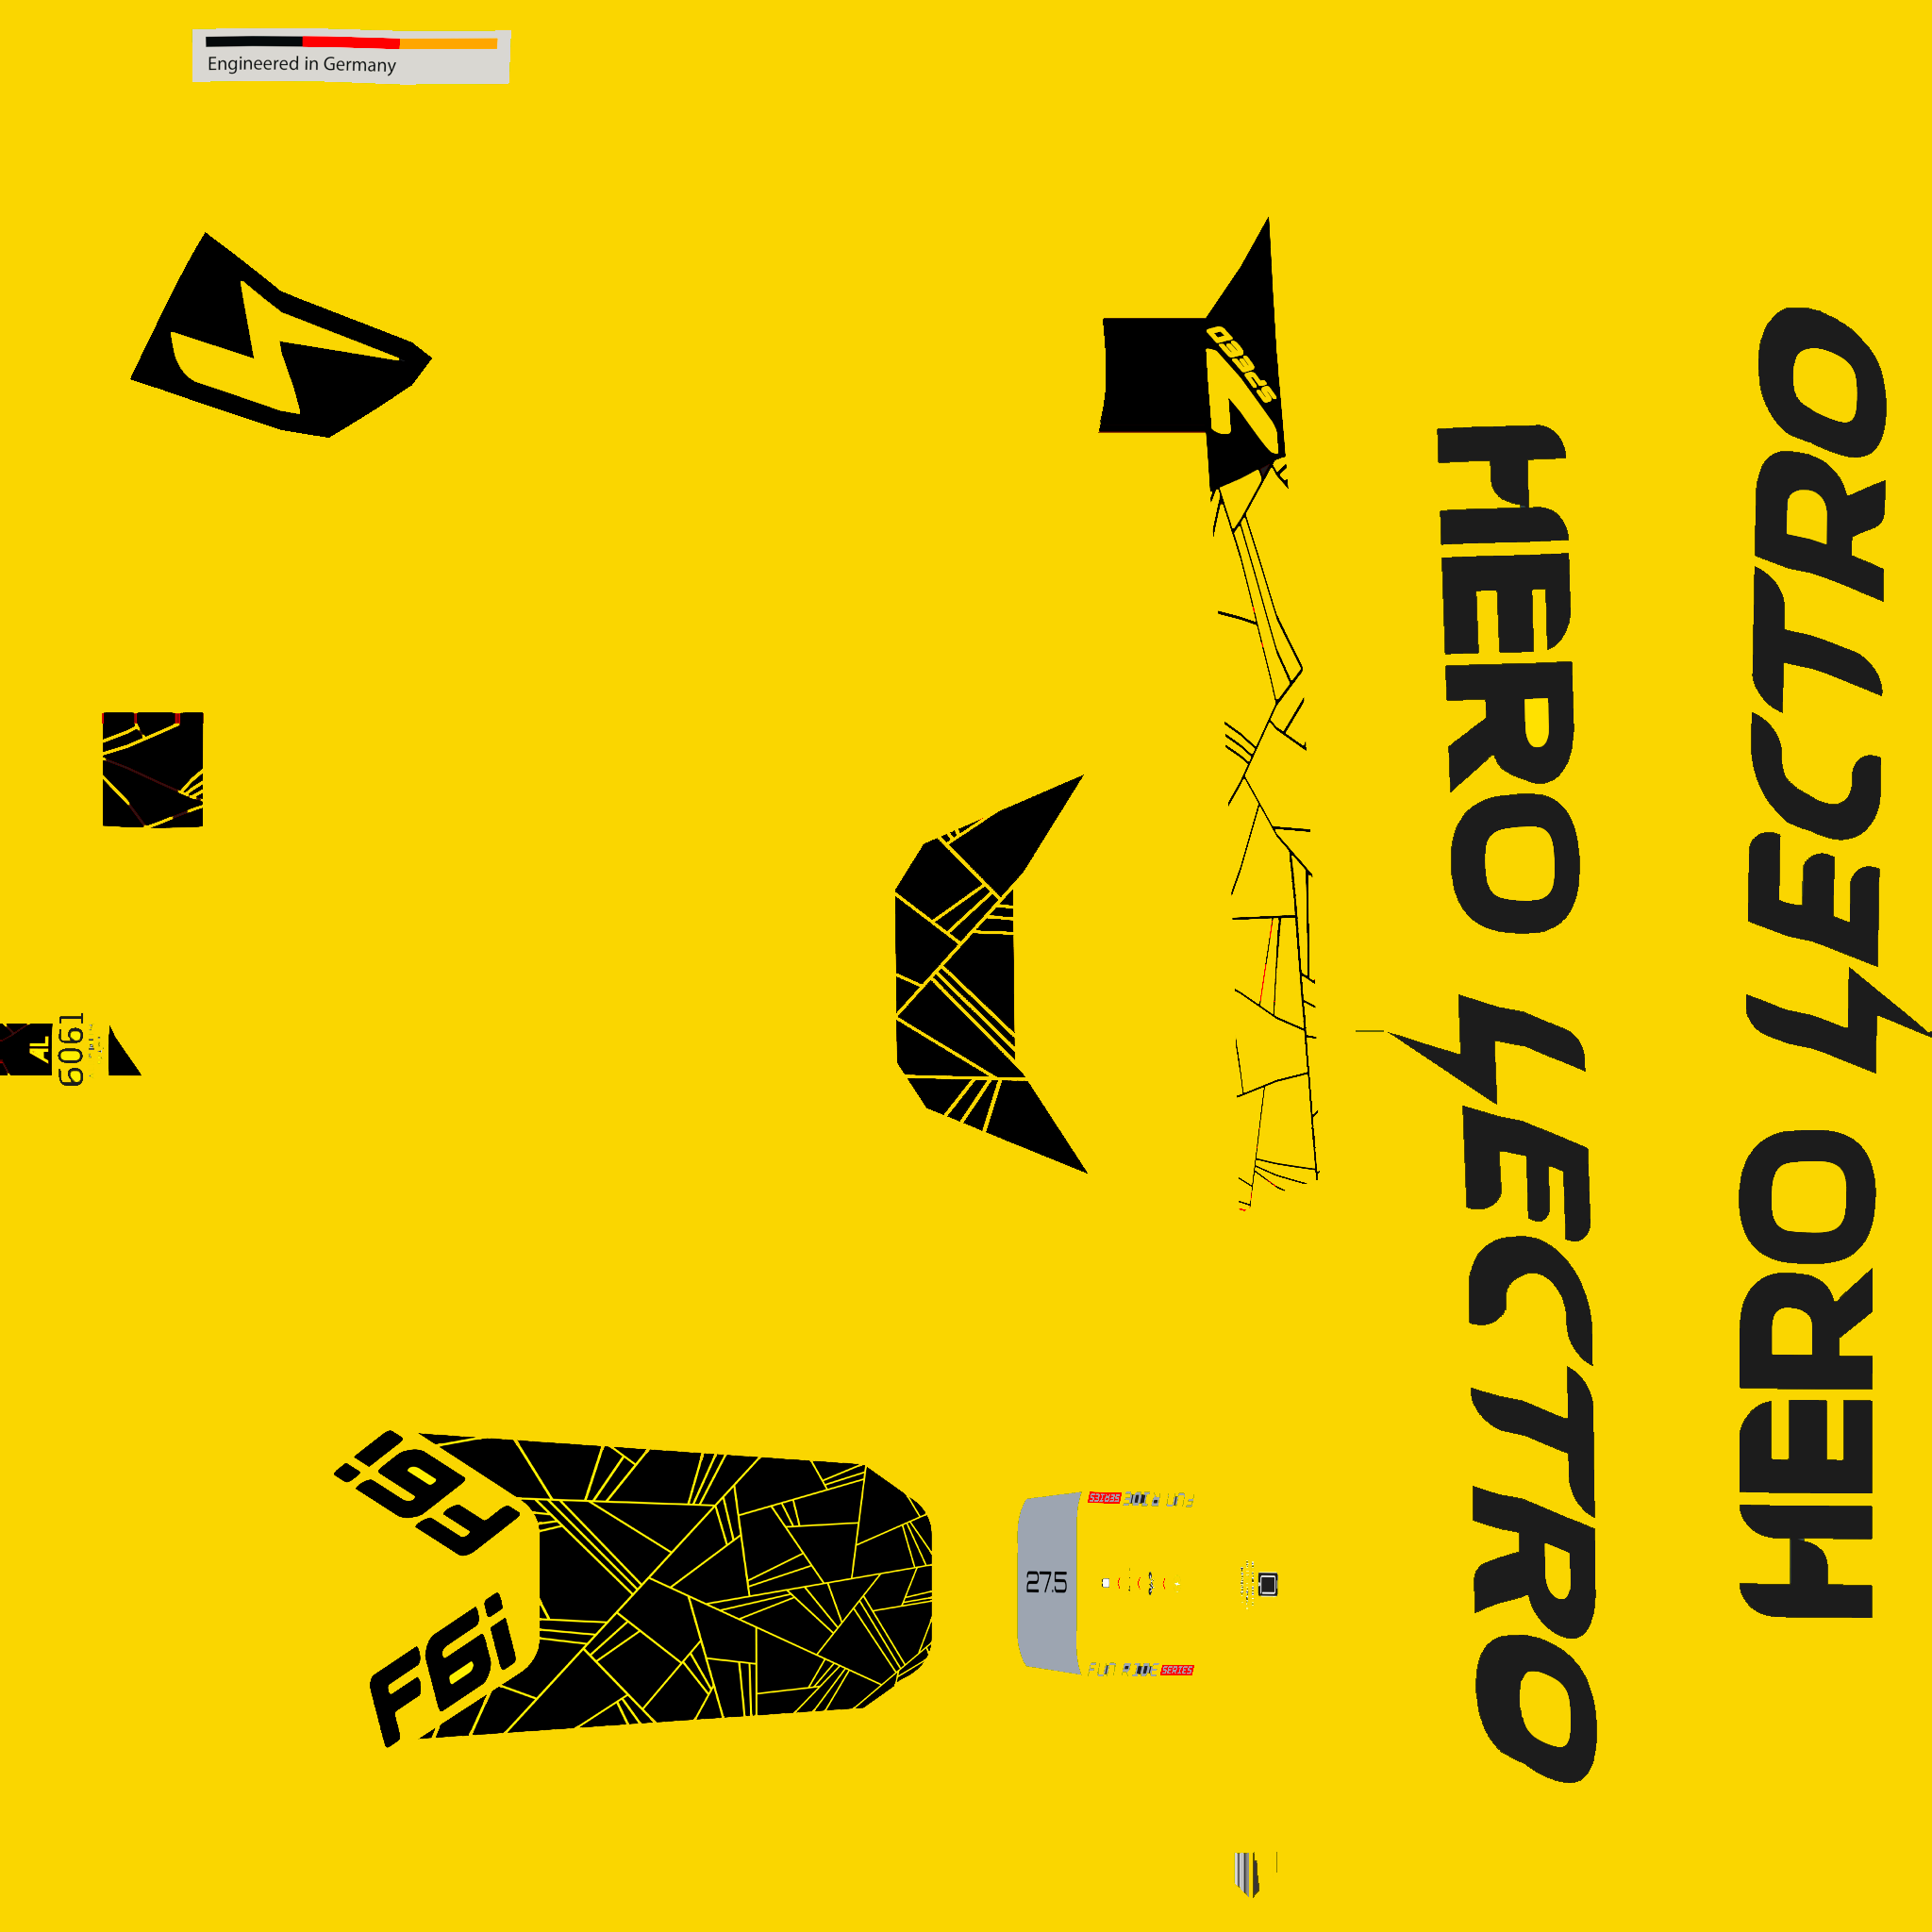 Engineered in Germany
7 SPEED
HERO LECTRO
HERO LECTRO
AL
6061
F6i
F6i
27.5
FUN RIDE SERIES
FUN RIDE SERIES